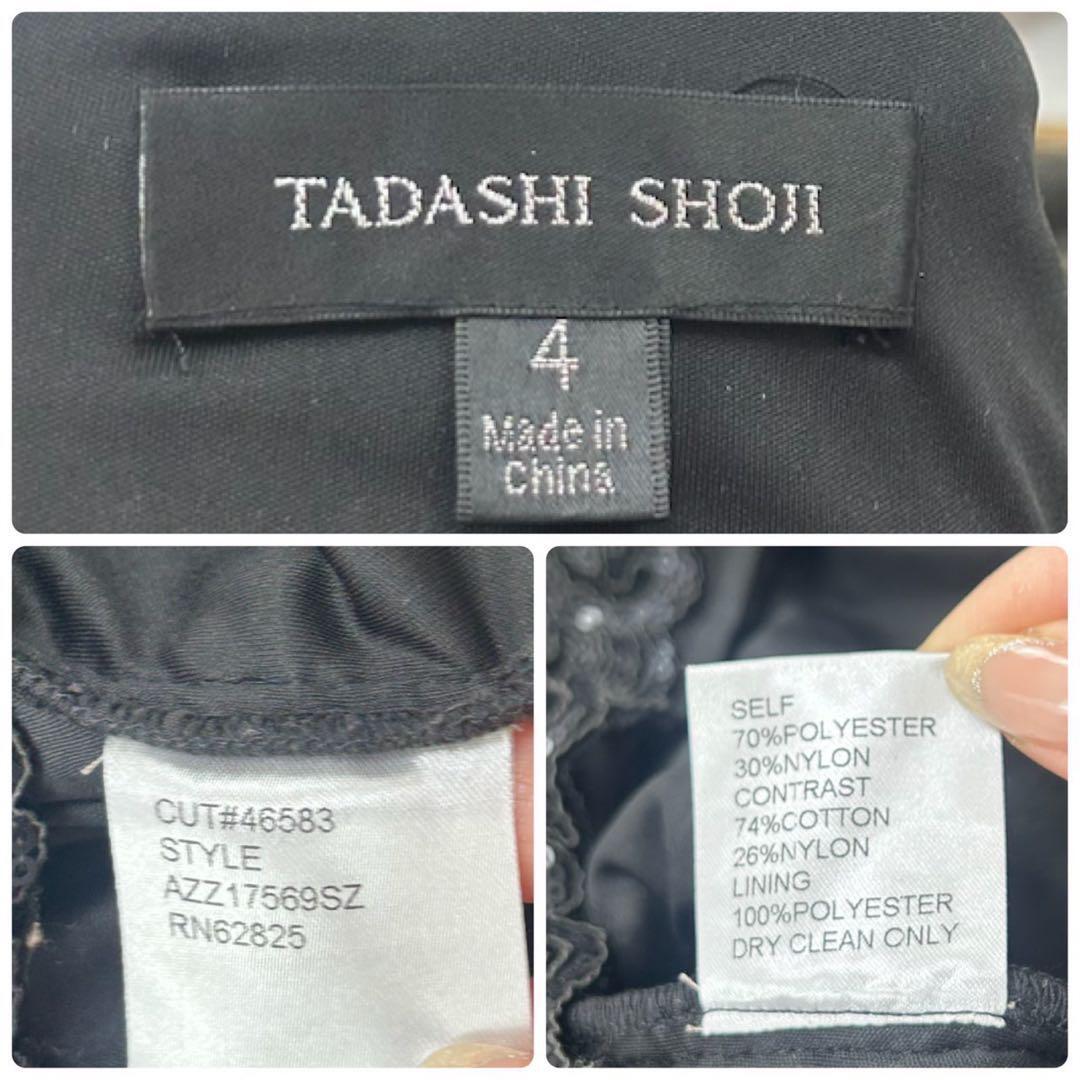 TADASHI SHOJI
4
Made in
China
CUT#46583
STYLE
AZZ17569SZ
RN62825
SELF
70%POLYESTER
30%NYLON
CONTRAST
74%COTTON
26%NYLON
LINING
100%POLYESTER
DRY CLEAN ONLY